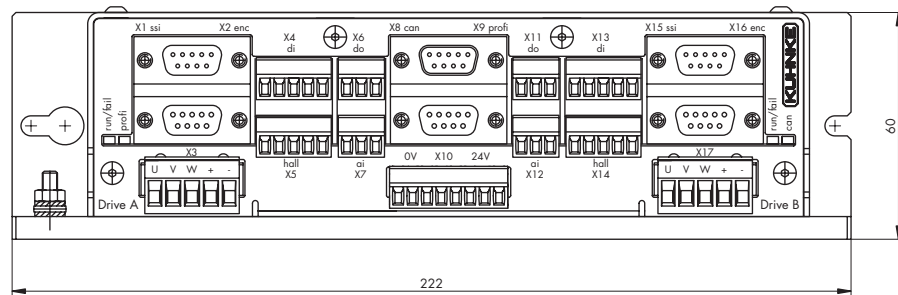 X1 ssi
X2 enc
X4
di
X6
do
X8 can
X9 profi
X11
do
X13
di
X15 ssi
X16 enc
KUHNKE
run/fail
profi
run/fail
can
X3
U V W + -
Drive A
hall
X5
ai
X7
0V X10 24V
ai
X12
hall
X14
X17
U V W + -
Drive B
60
222